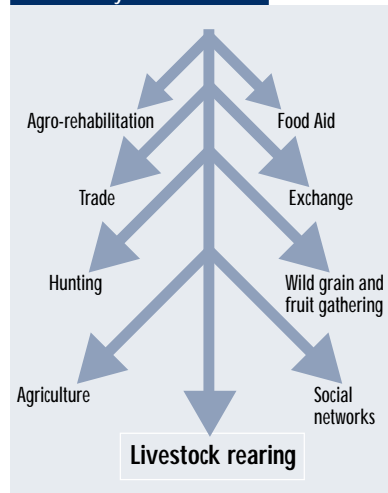 Agro-rehabilitation
Food Aid
Trade
Exchange
Hunting
Wild grain and
fruit gathering
Agriculture
Social
networks
Livestock rearing